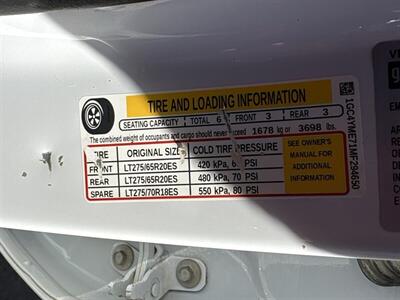 TIRE AND LOADING INFORMATION
SEATING CAPACITY TOTAL 6 FRONT 3 REAR 3
The combined weight of occupants and cargo should never exceed 1678 kg or 3698 lbs.
TIRE ORIGINAL SIZE COLD TIRE
FRONT LT275/65R20ES 420 kPa, PSI
REAR LT275/65R20ES 480 kPa, 70 PSI
SPARE LT275/70R18ES 550 kPa, 80 PSI
SEE OWNER'S
MANUAL FOR
ADDITIONAL
INFORMATION
1GC4YMEY1MF294650